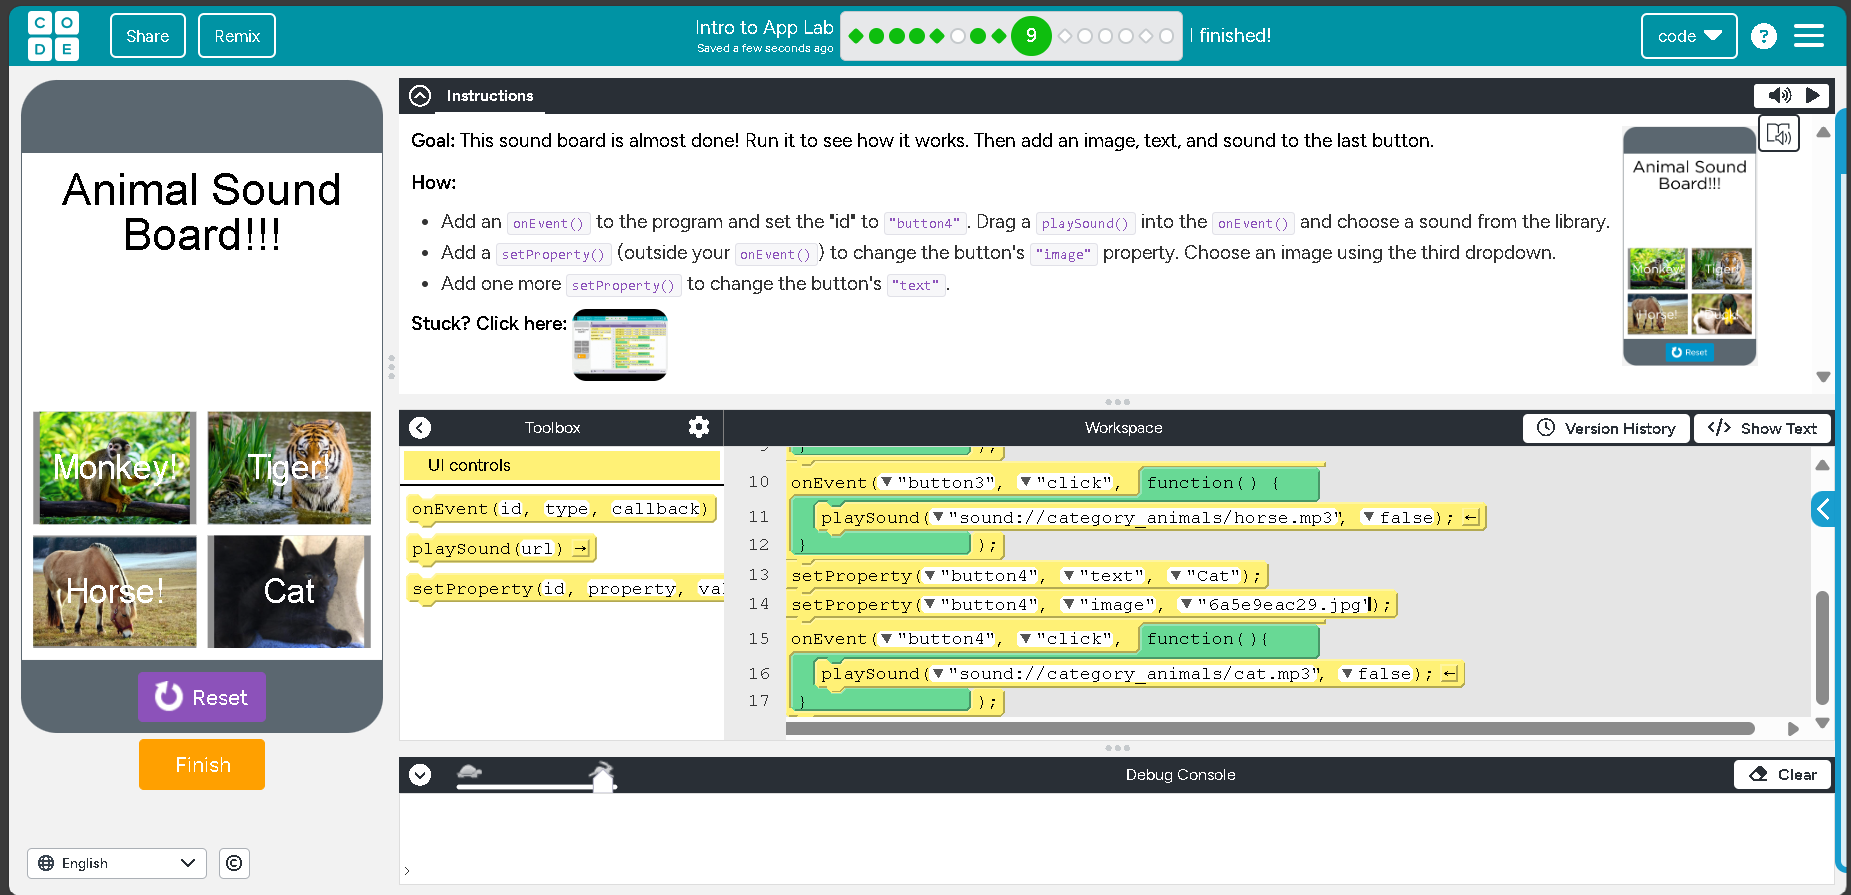 CODE
Share
Remix
Intro to App Lab
Saved a few seconds ago
9
I finished!
code
?
Animal Sound
Board!!!
Monkey!
Tiger!
Horse!
Cat
Reset
Finish
English
©
Instructions
Goal: This sound board is almost done! Run it to see how it works. Then add an image, text, and sound to the last button.
How:
• Add an onEvent() to the program and set the "id" to "button4". Drag a playSound() into the onEvent() and choose a sound from the library.
• Add a setProperty() (outside your onEvent()) to change the button's "image" property. Choose an image using the third dropdown.
• Add one more setProperty() to change the button's "text".
Stuck? Click here:
Animal Sound
Board!!!
Monkey!
Tiger!
Horse!
Duck!
Reset
Toolbox
Workspace
Version History
</> Show Text
UI controls
onEvent(id, type, callback)
playSound(url) →
setProperty(id, property, va
9 } );
10 onEvent(▼"button3", ▼"click", function() {
11 playSound(▼"sound://category_animals/horse.mp3", ▼false); ←
12 } );
13 setProperty(▼"button4", ▼"text", ▼"Cat");
14 setProperty(▼"button4", ▼"image", ▼"6a5e9eac29.jpg");
15 onEvent(▼"button4", ▼"click", function(){
16 playSound(▼"sound://category_animals/cat.mp3", ▼false); ←
17 } );
Debug Console
Clear
>